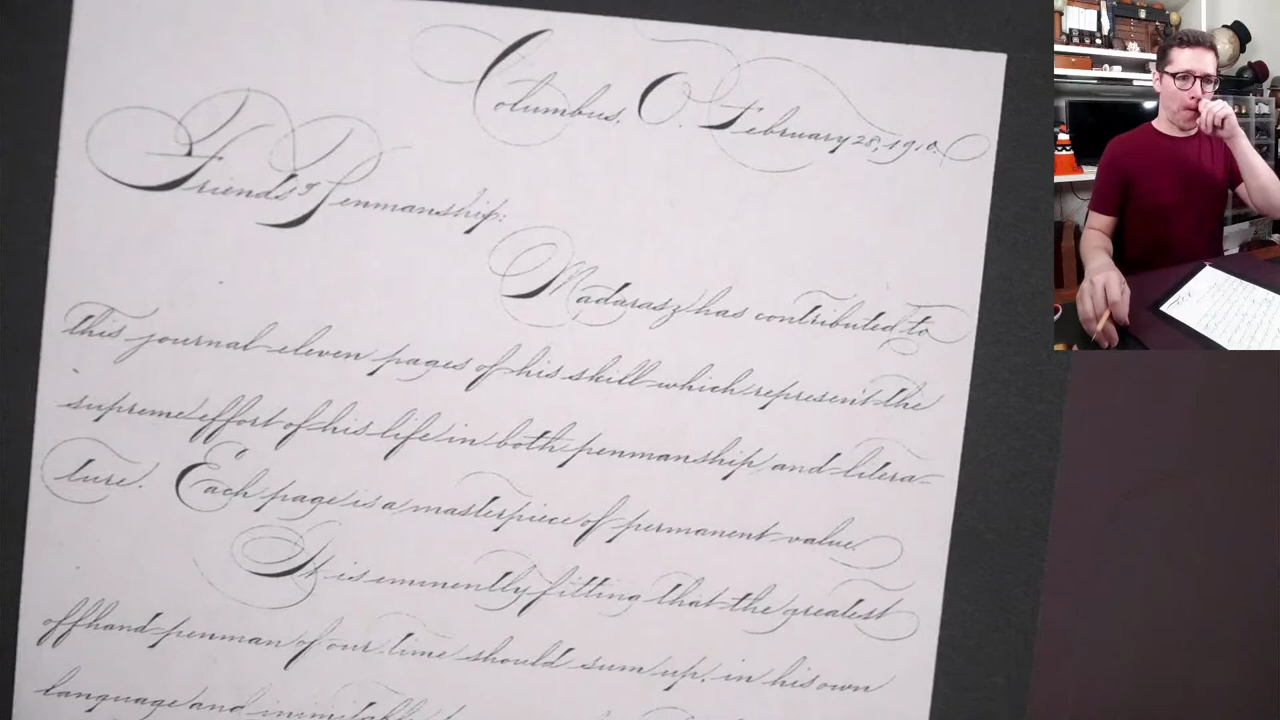 Columbus, O. February 28, 1910.
Friends of Penmanship:
Madarasz has contributed to
this journal eleven pages of his skill which represent the
supreme effort of his life in both penmanship and litera-
ture. Each page is a masterpiece of permanent value.
It is eminently fitting that the greatest
offhand penman of our time should sum up, in his own
language and inimitable